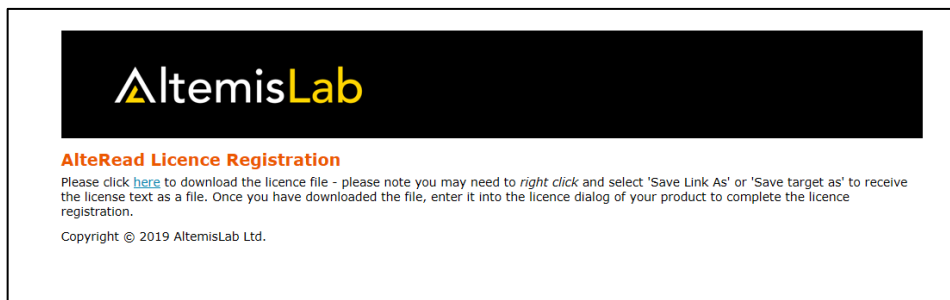 AltemisLab
AlteRead Licence Registration
Please click here to download the licence file - please note you may need to right click and select 'Save Link As' or 'Save target as' to receive
the license text as a file. Once you have downloaded the file, enter it into the licence dialog of your product to complete the licence
registration.
Copyright © 2019 AltemisLab Ltd.